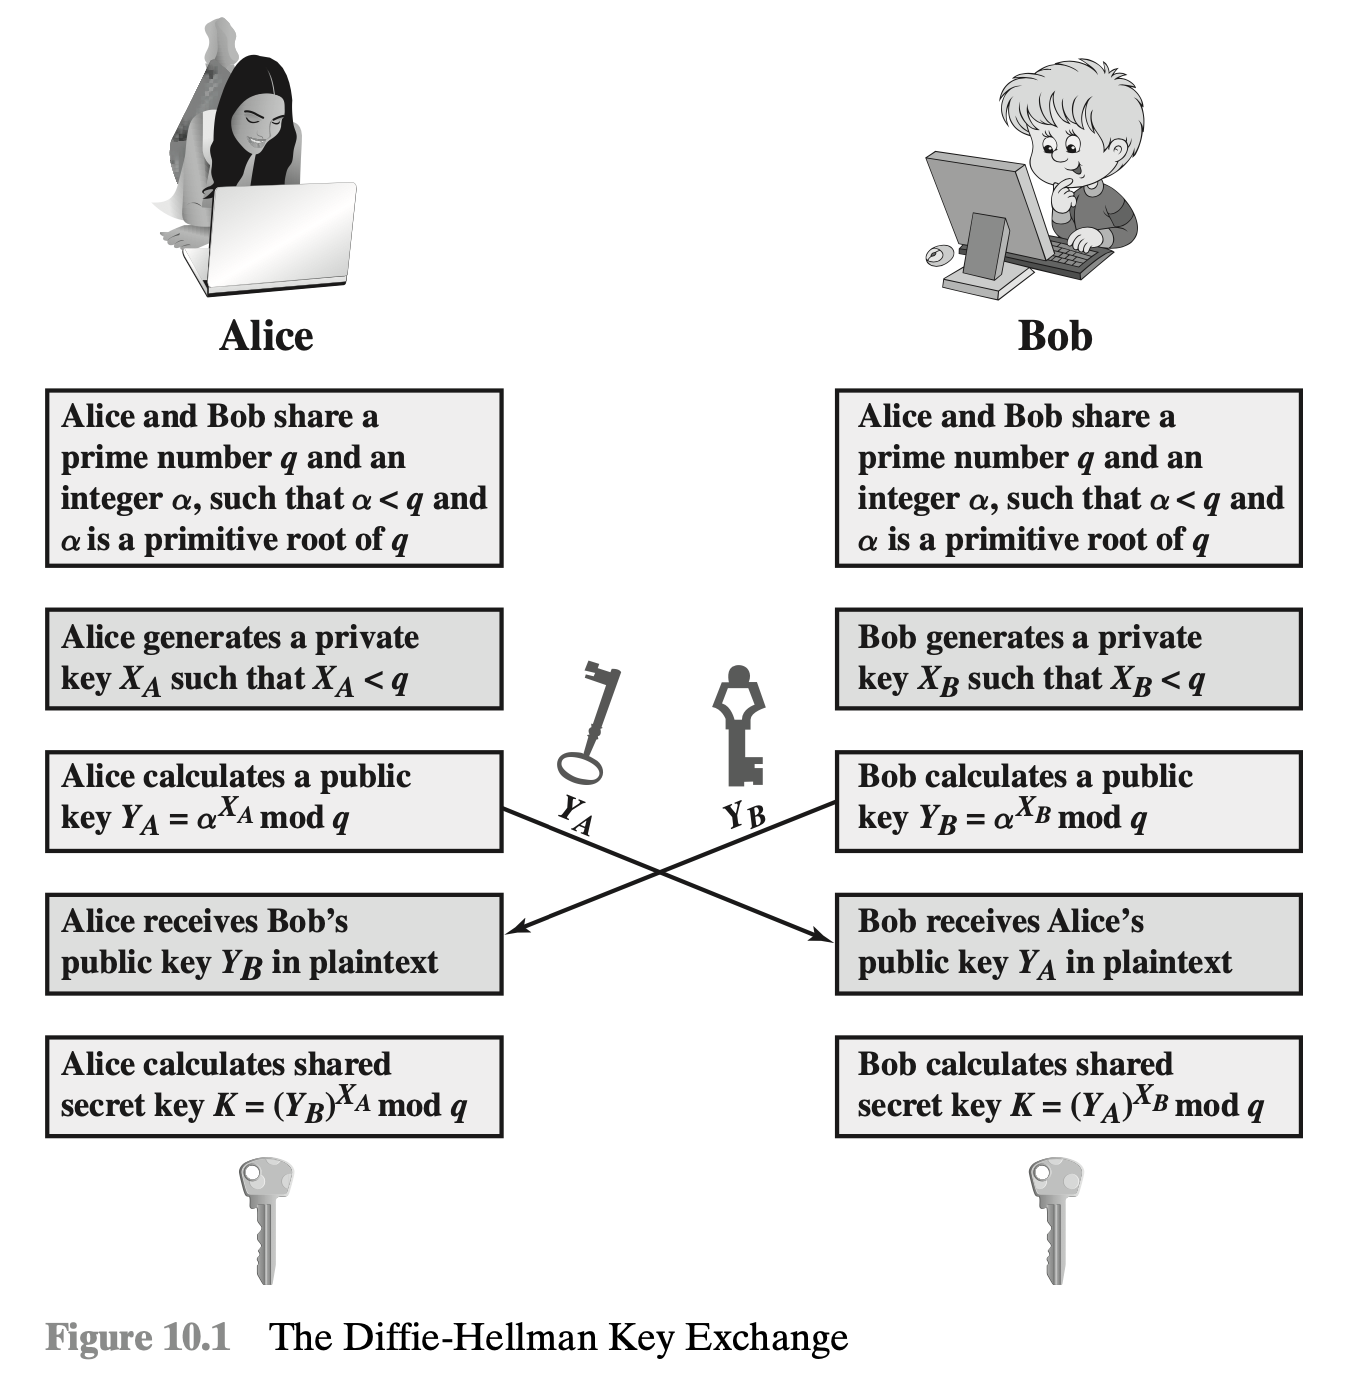 Alice
Alice and Bob share a
prime number q and an
integer α, such that α < q and
α is a primitive root of q
Alice generates a private
key X_A such that X_A < q
Alice calculates a public
key Y_A = α^{X_A} mod q
Alice receives Bob’s
public key Y_B in plaintext
Alice calculates shared
secret key K = (Y_B)^{X_A} mod q
Y_A
Y_B
Bob
Alice and Bob share a
prime number q and an
integer α, such that α < q and
α is a primitive root of q
Bob generates a private
key X_B such that X_B < q
Bob calculates a public
key Y_B = α^{X_B} mod q
Bob receives Alice’s
public key Y_A in plaintext
Bob calculates shared
secret key K = (Y_A)^{X_B} mod q
Figure 10.1 The Diffie-Hellman Key Exchange